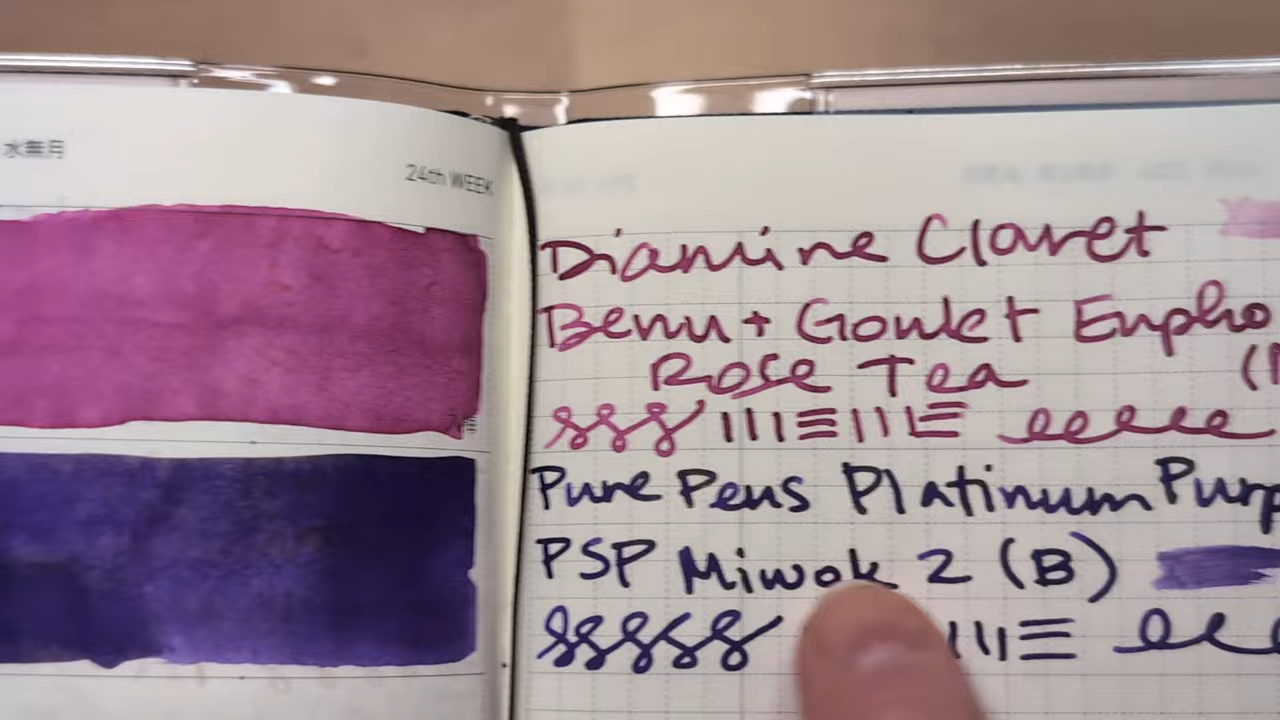 水無月
24th WEEK
Diamine Claret
Benu + Goulet Eupho
Rose Tea
Pure Pens Platinum Purp
PSP Miwok 2 (B)